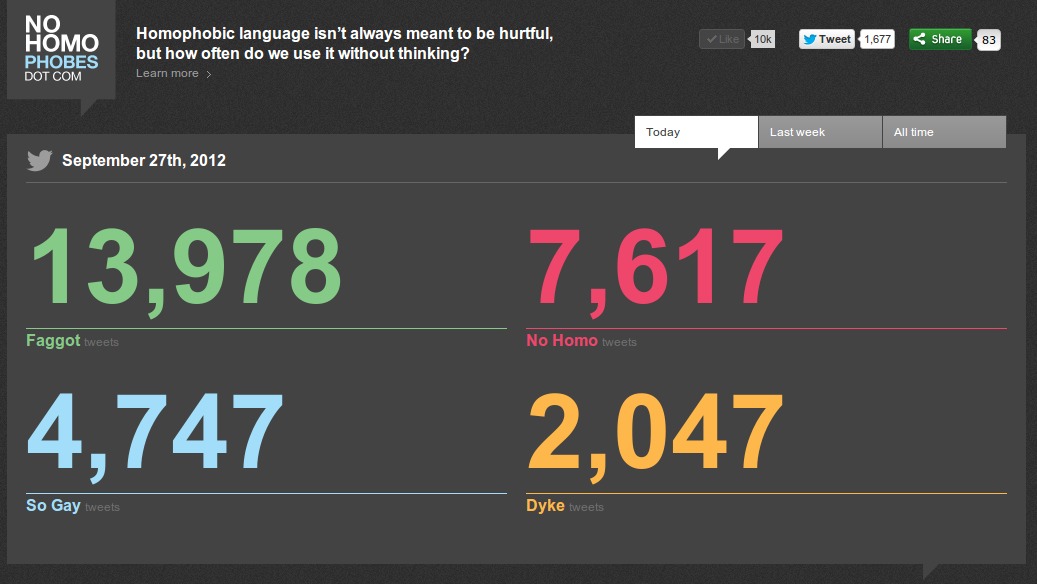 NO
HOMO
PHOBES
DOT COM
Homophobic language isn’t always meant to be hurtful,
but how often do we use it without thinking?
Learn more >
Like 10k
Tweet 1,677
Share 83
Today
Last week
All time
September 27th, 2012
13,978
Faggot tweets
7,617
No Homo tweets
4,747
So Gay tweets
2,047
Dyke tweets